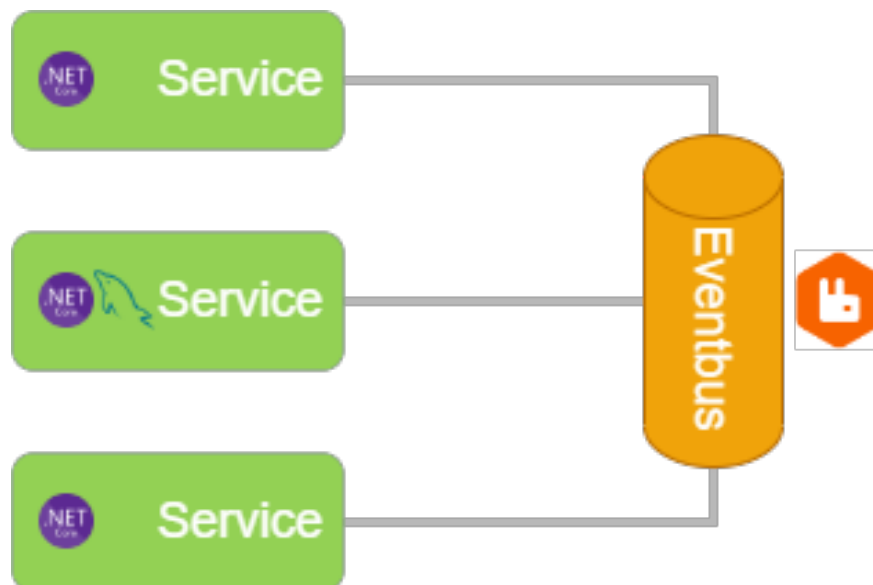 .NET
Core
Service
.NET
Core
Service
Eventbus
.NET
Core
Service